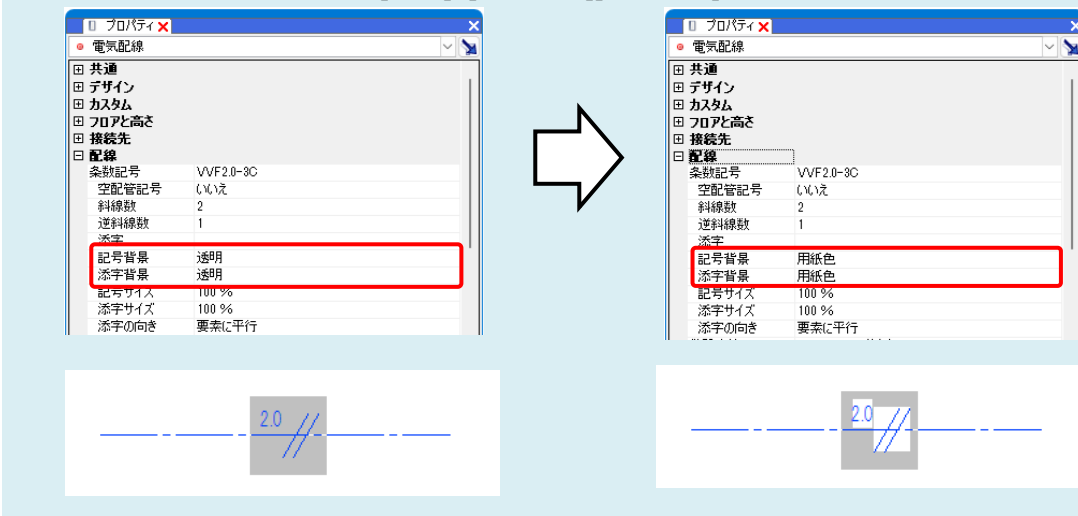 プロパティ
電気配線
共通
デザイン
カスタム
フロアと高さ
接続先
配線
条数記号 VVF2.0-3C
空配管記号 いいえ
斜線数 2
逆斜線数 1
添字
記号背景 透明
添字背景 透明
記号サイズ 100 %
添字サイズ 100 %
添字の向き 要素に平行
2.0
プロパティ
電気配線
共通
デザイン
カスタム
フロアと高さ
接続先
配線
条数記号 VVF2.0-3C
空配管記号 いいえ
斜線数 2
逆斜線数 1
添字
記号背景 用紙色
添字背景 用紙色
記号サイズ 100 %
添字サイズ 100 %
添字の向き 要素に平行
2.0